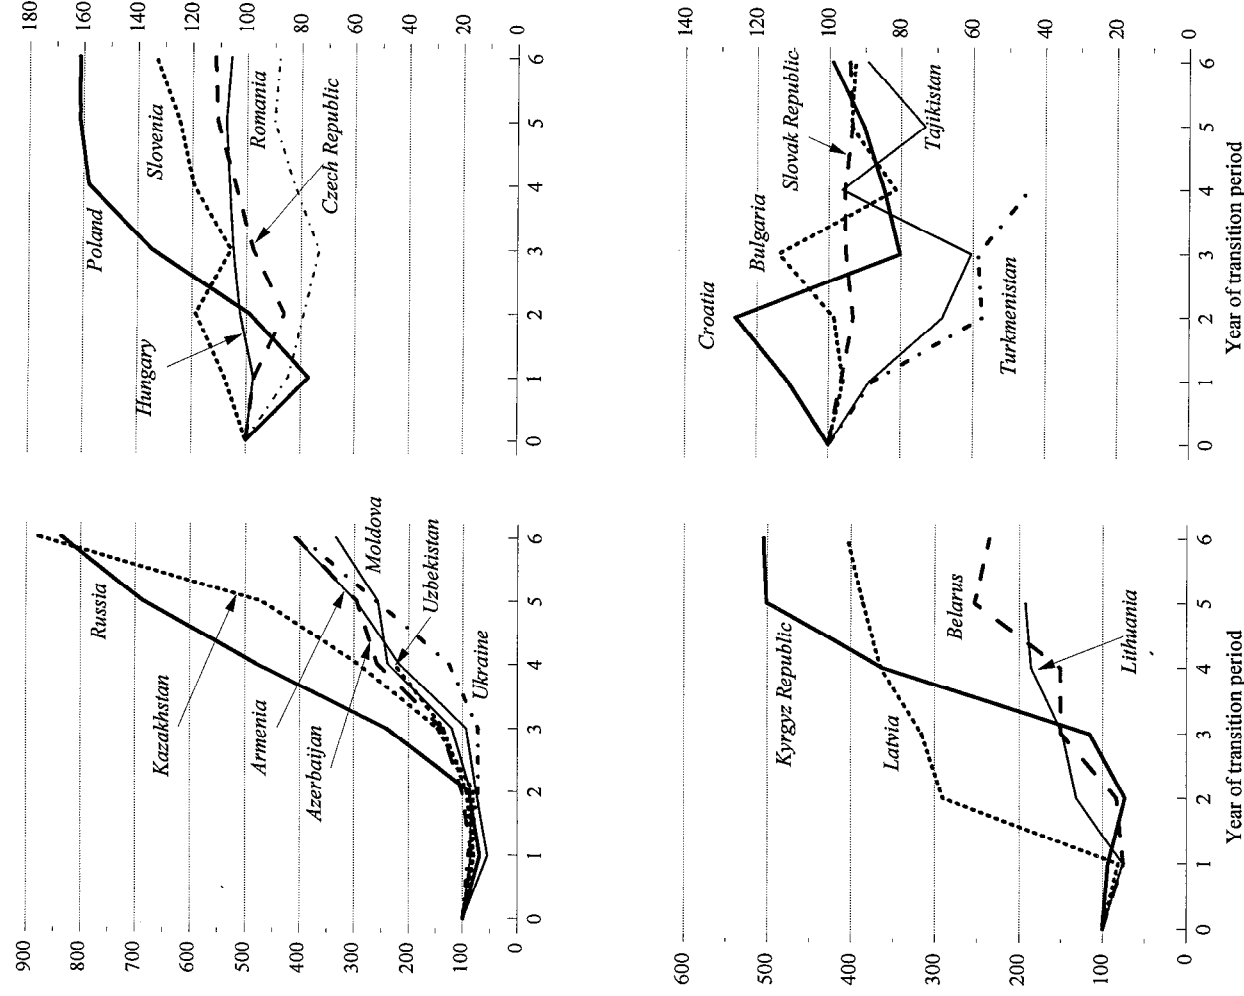 180
160
140
120
100
80
60
40
20
0
Poland
Slovenia
Hungary
Romania
Czech Republic
0
1
2
3
4
5
6
140
120
100
80
60
40
20
0
Croatia
Bulgaria
Slovak Republic
Tajikistan
Turkmenistan
0
1
2
3
4
5
6
Year of transition period
900
800
700
600
500
400
300
200
100
0
Russia
Kazakhstan
Armenia
Azerbaijan
Moldova
Uzbekistan
Ukraine
0
1
2
3
4
5
6
600
500
400
300
200
100
0
Kyrgyz Republic
Latvia
Belarus
Lithuania
0
1
2
3
4
5
6
Year of transition period